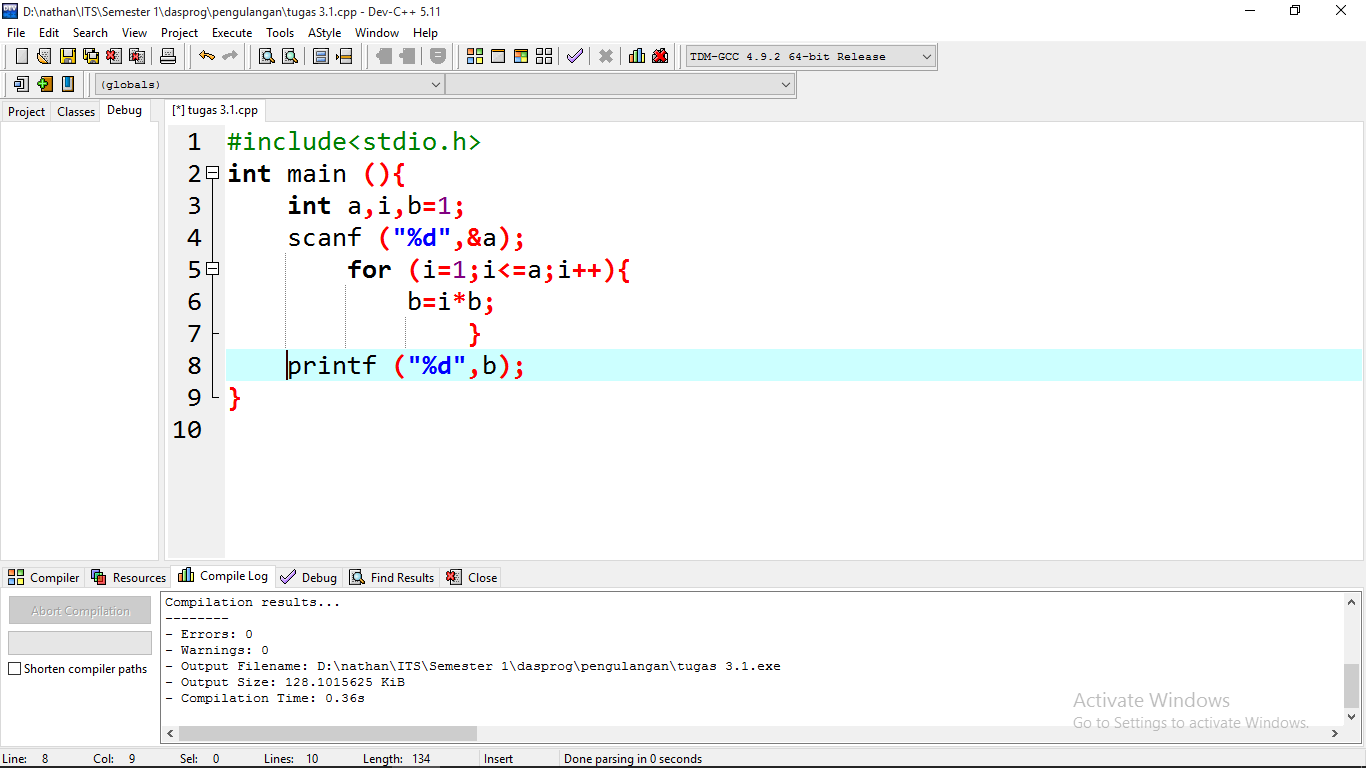 D:\nathan\ITS\Semester 1\dasprog\pengulangan\tugas 3.1.cpp - Dev-C++ 5.11
File Edit Search View Project Execute Tools AStyle Window Help
TDM-GCC 4.9.2 64-bit Release
(globals)
Project Classes Debug [*] tugas 3.1.cpp
1 #include<stdio.h>
2 int main (){
3 int a,i,b=1;
4 scanf ("%d",&a);
5 for (i=1;i<=a;i++){
6 b=i*b;
7 }
8 printf ("%d",b);
9 }
10
Compiler Resources Compile Log Debug Find Results Close
Abort Compilation
Shorten compiler paths
Compilation results...
--------
- Errors: 0
- Warnings: 0
- Output Filename: D:\nathan\ITS\Semester 1\dasprog\pengulangan\tugas 3.1.exe
- Output Size: 128.1015625 KiB
- Compilation Time: 0.36s
Activate Windows
Go to Settings to activate Windows.
Line: 8 Col: 9 Sel: 0 Lines: 10 Length: 134 Insert Done parsing in 0 seconds